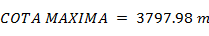 COTA MAXIMA = 3797.98 m